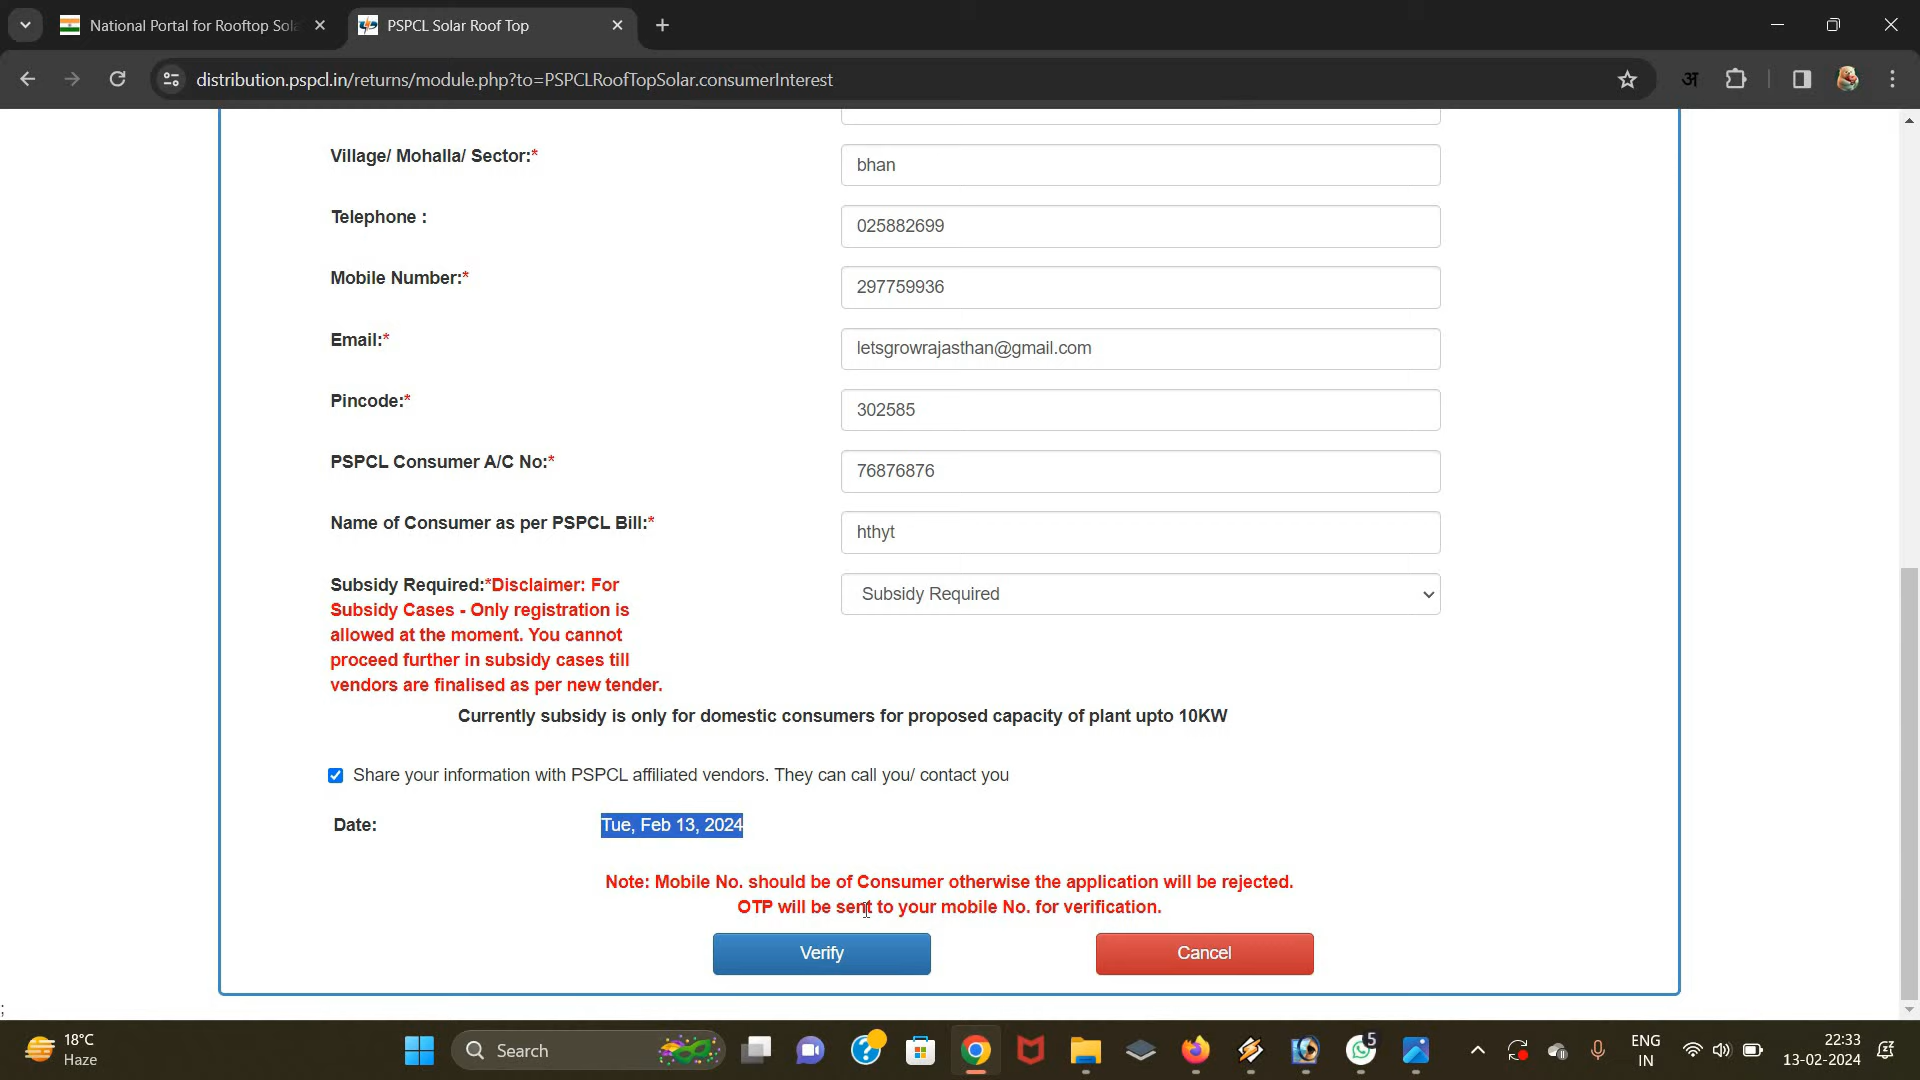 National Portal for Rooftop Sola
PSPCL Solar Roof Top
distribution.pspcl.in/returns/module.php?to=PSPCLRoofTopSolar.consumerInterest
अ
Village/ Mohalla/ Sector:*
bhan
Telephone :
025882699
Mobile Number:*
297759936
Email:*
letsgrowrajasthan@gmail.com
Pincode:*
302585
PSPCL Consumer A/C No:*
76876876
Name of Consumer as per PSPCL Bill:*
hthyt
Subsidy Required:*Disclaimer: For
Subsidy Required
Subsidy Cases - Only registration is
allowed at the moment. You cannot
proceed further in subsidy cases till
vendors are finalised as per new tender.
Currently subsidy is only for domestic consumers for proposed capacity of plant upto 10KW
Share your information with PSPCL affiliated vendors. They can call you/ contact you
Date:
Tue, Feb 13, 2024
Note: Mobile No. should be of Consumer otherwise the application will be rejected.
OTP will be sent to your mobile No. for verification.
Verify
Cancel
;
18°C
Haze
Search
5
ENG
IN
22:33
13-02-2024